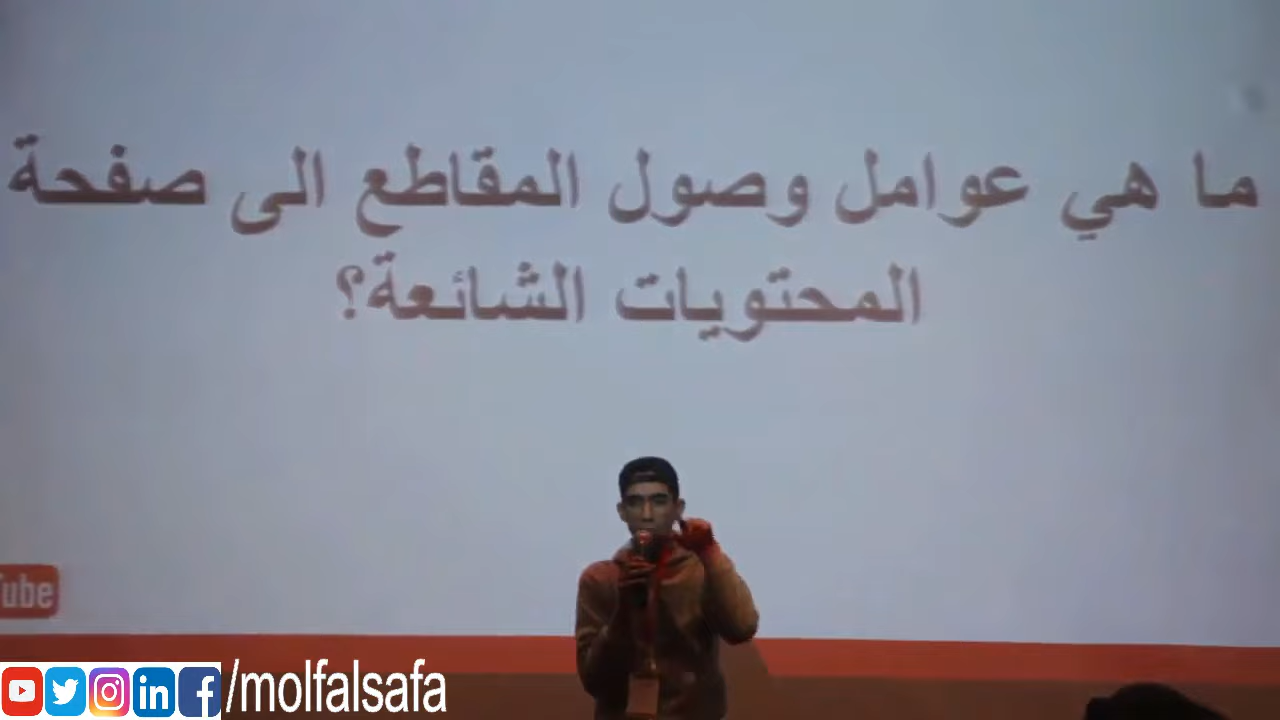 ما هي عوامل وصول المقاطع الى صفحة
المحتويات الشائعة؟
Tube
/molfalsafa